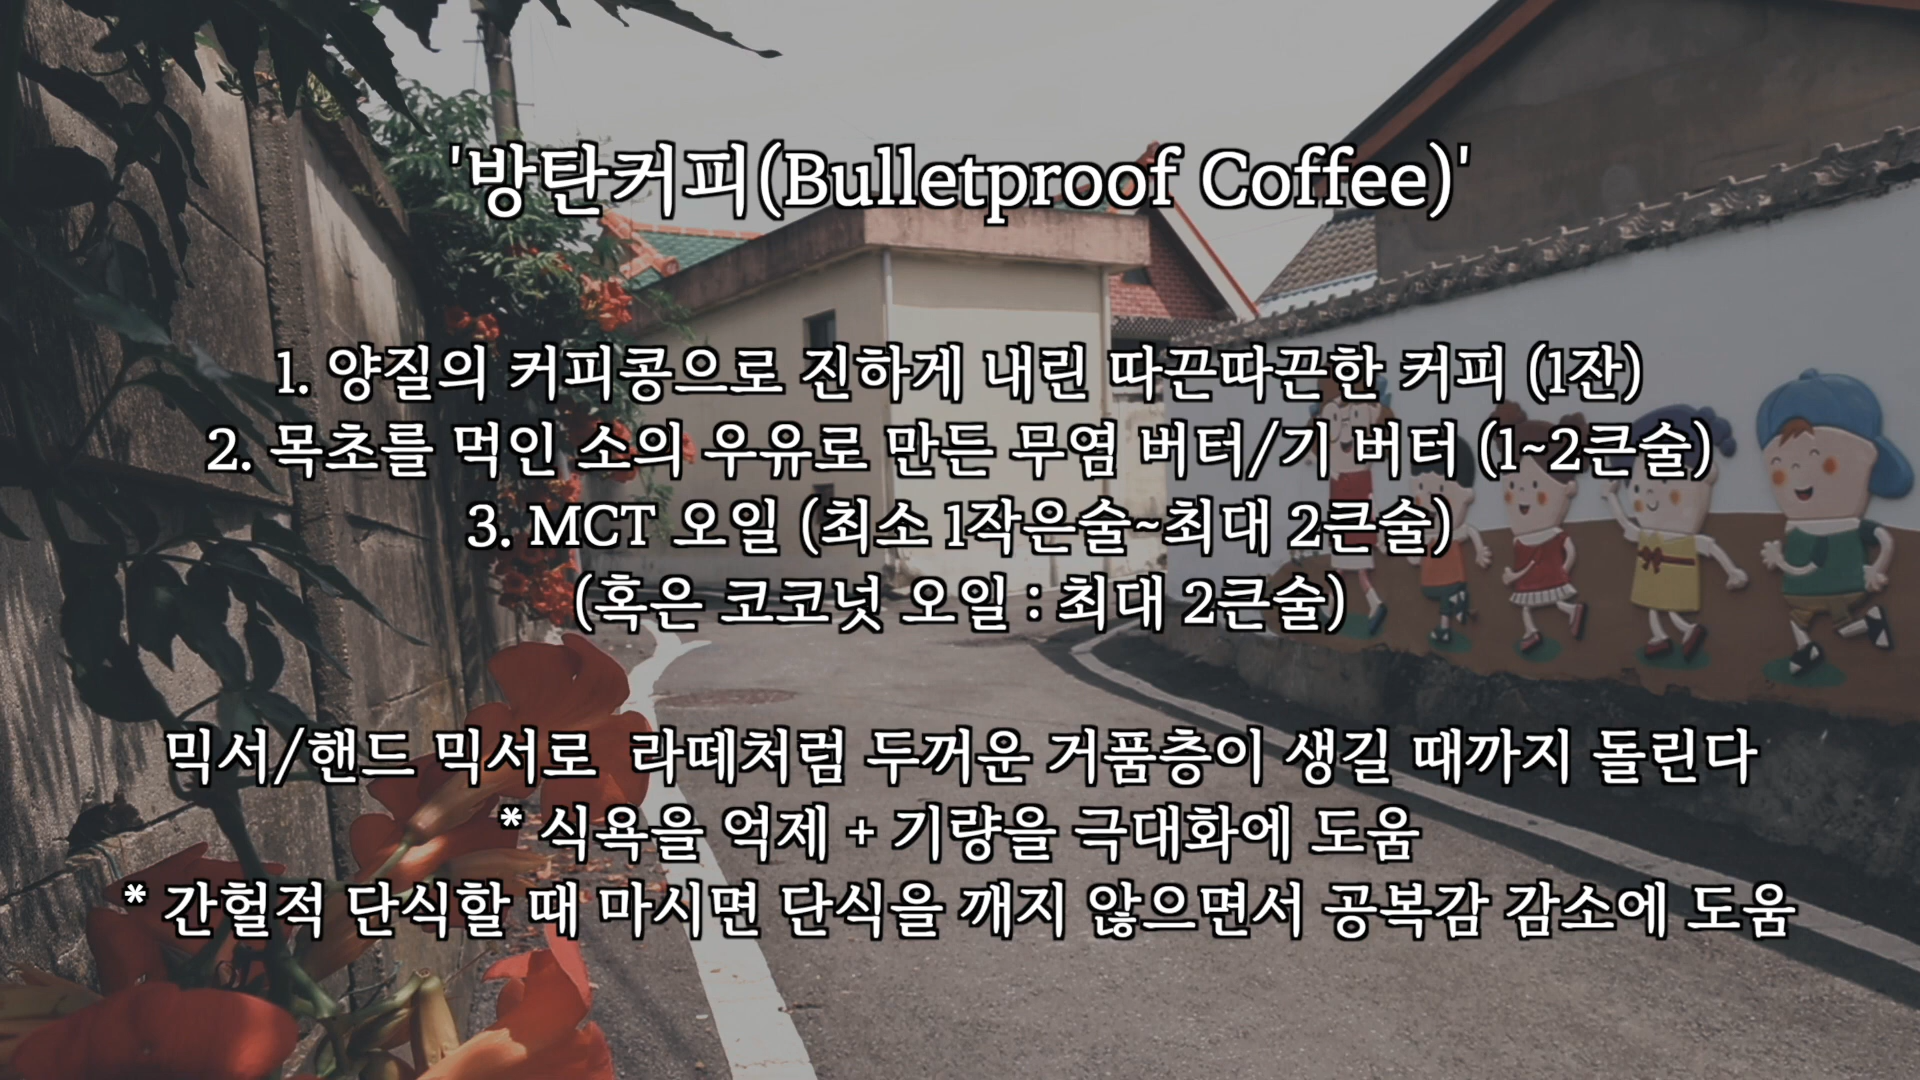 '방탄커피(Bulletproof Coffee)'
1. 양질의 커피콩으로 진하게 내린 따끈따끈한 커피 (1잔)
2. 목초를 먹인 소의 우유로 만든 무염 버터/기 버터 (1~2큰술)
3. MCT 오일 (최소 1작은술~최대 2큰술)
(혹은 코코넛 오일 : 최대 2큰술)
믹서/핸드 믹서로 라떼처럼 두꺼운 거품층이 생길 때까지 돌린다
* 식욕을 억제 + 기량을 극대화에 도움
* 간헐적 단식할 때 마시면 단식을 깨지 않으면서 공복감 감소에 도움